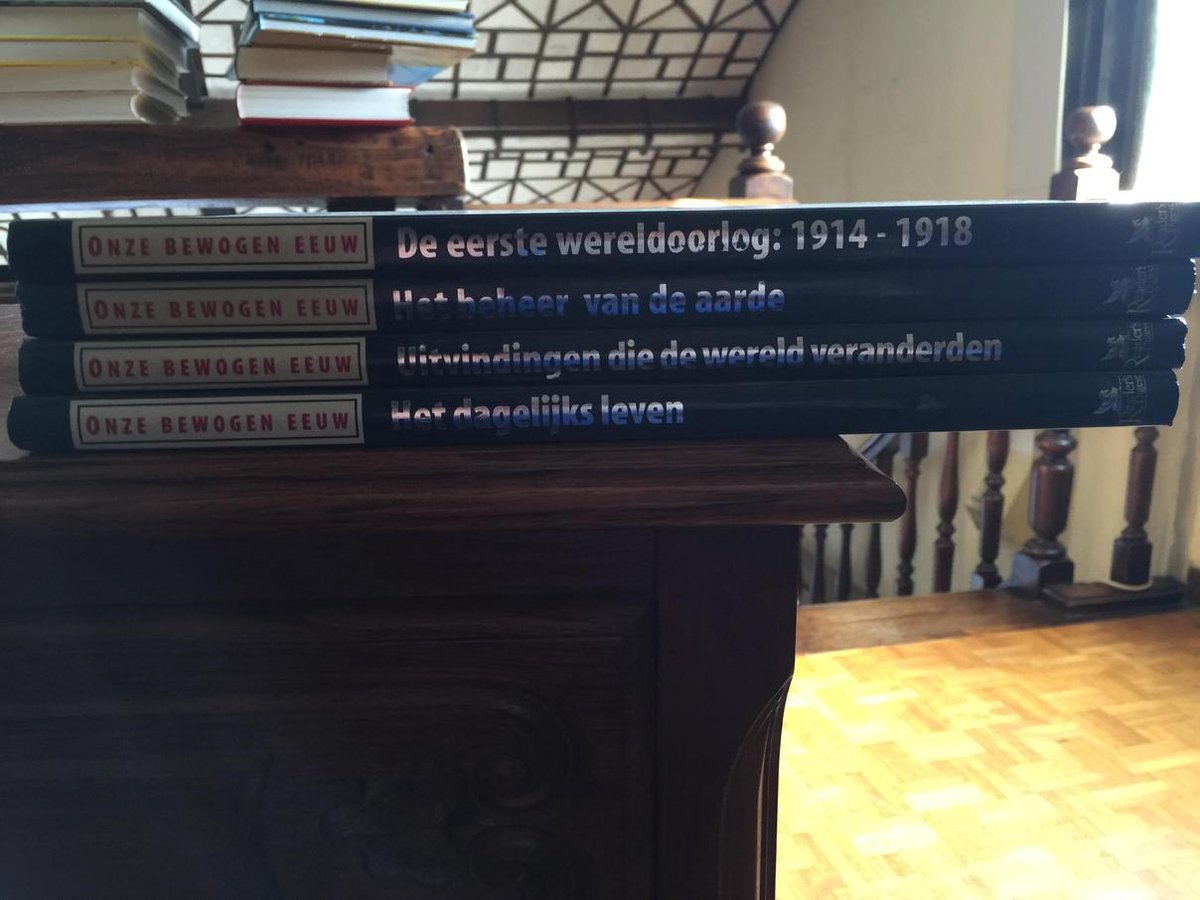 ONZE BEWOGEN EEUW De eerste wereldoorlog: 1914 - 1918
ONZE BEWOGEN EEUW Het beheer van de aarde
ONZE BEWOGEN EEUW Uitvindingen die de wereld veranderden
ONZE BEWOGEN EEUW Het dagelijks leven